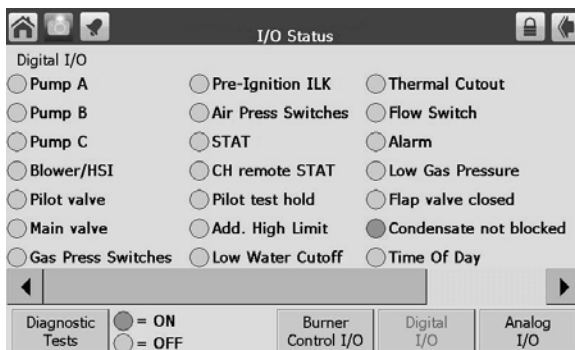 I/O Status
Digital I/O
Pump A
Pre-Ignition ILK
Thermal Cutout
Pump B
Air Press Switches
Flow Switch
Pump C
STAT
Alarm
Blower/HSI
CH remote STAT
Low Gas Pressure
Pilot valve
Pilot test hold
Flap valve closed
Main valve
Add. High Limit
Condensate not blocked
Gas Press Switches
Low Water Cutoff
Time Of Day
Diagnostic
Tests
= ON
= OFF
Burner
Control I/O
Digital
I/O
Analog
I/O